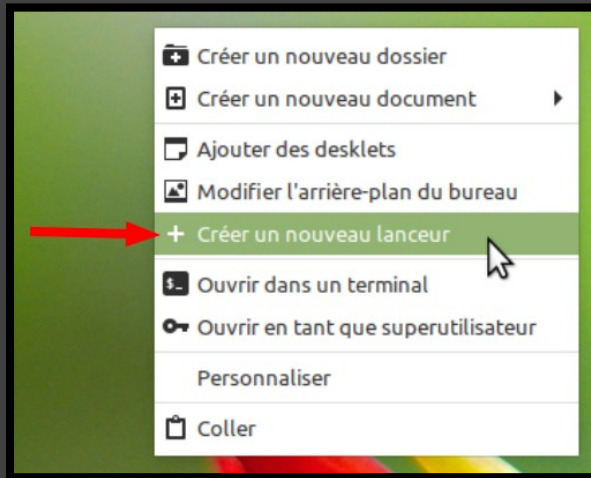 Créer un nouveau dossier
Créer un nouveau document
Ajouter des desklets
Modifier l'arrière-plan du bureau
Créer un nouveau lanceur
Ouvrir dans un terminal
Ouvrir en tant que superutilisateur
Personnaliser
Coller